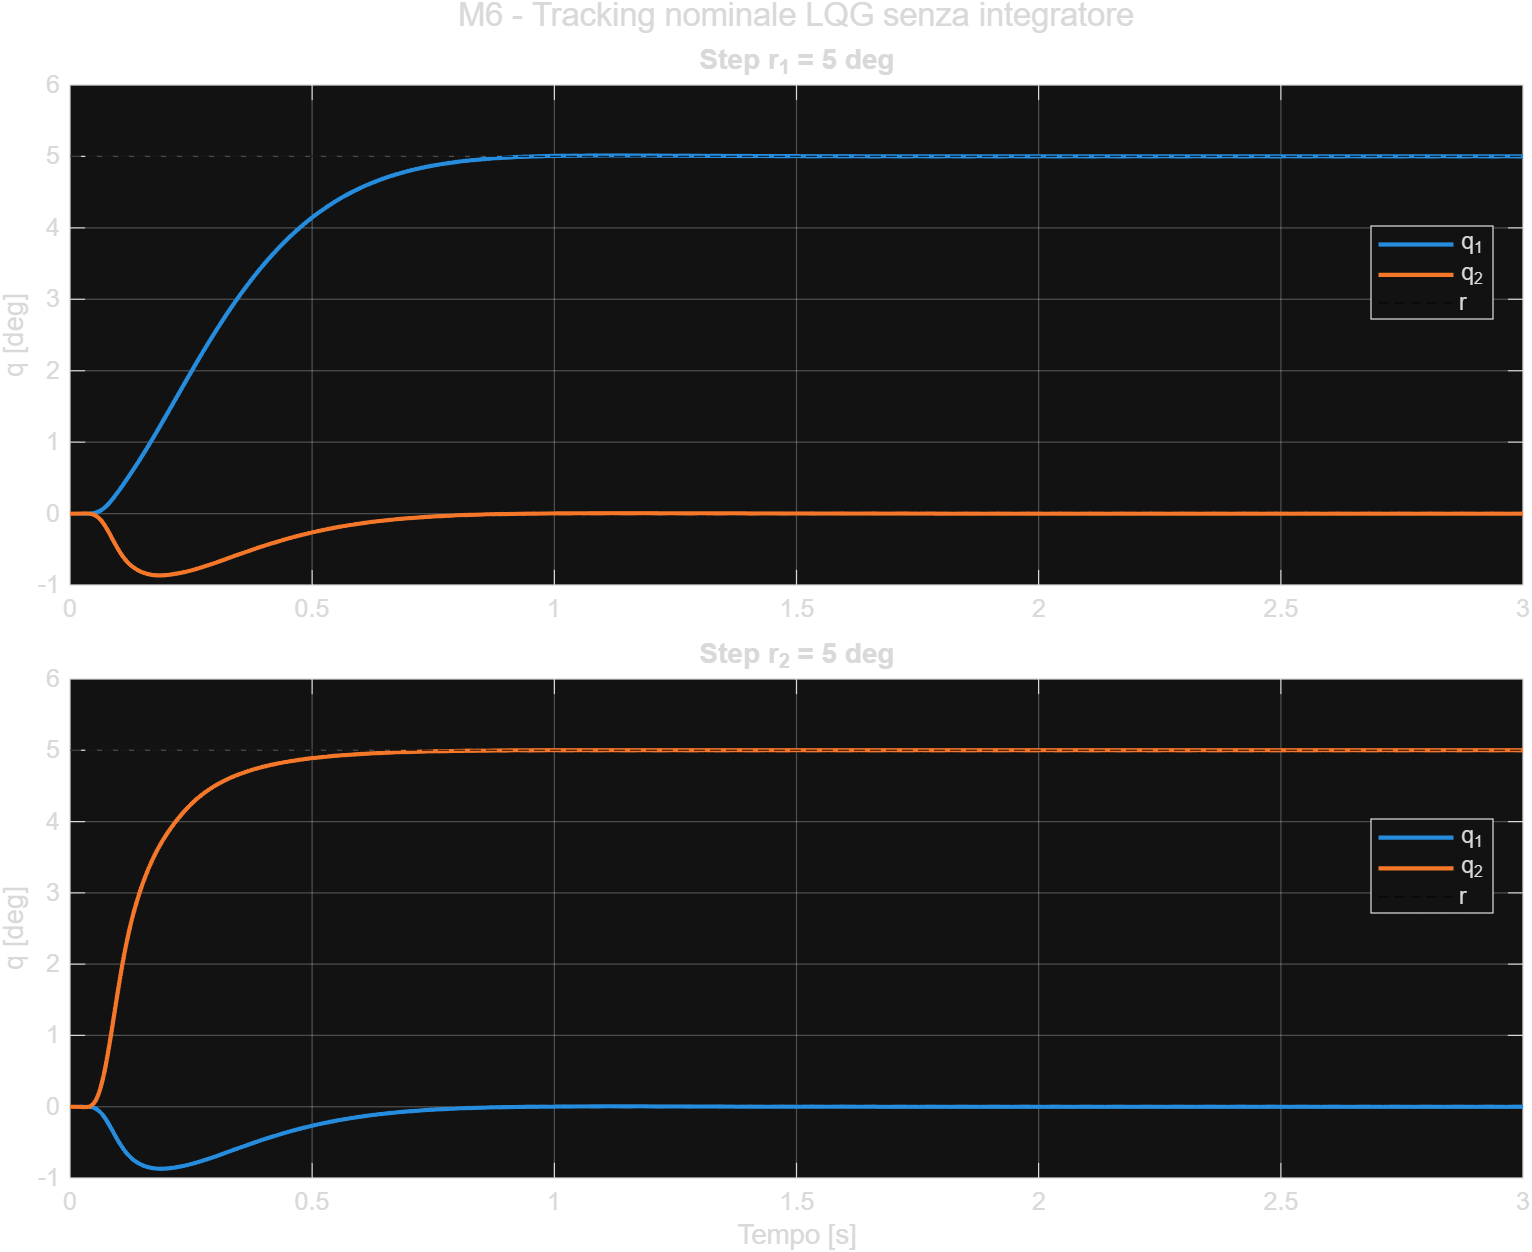 M6 - Tracking nominale LQG senza integratore
Step r₁ = 5 deg
6
5
4
3
2
1
0
-1
q [deg]
q₁
q₂
r
0 0.5 1 1.5 2 2.5 3
Step r₂ = 5 deg
6
5
4
3
2
1
0
-1
q [deg]
q₁
q₂
r
0 0.5 1 1.5 2 2.5 3
Tempo [s]